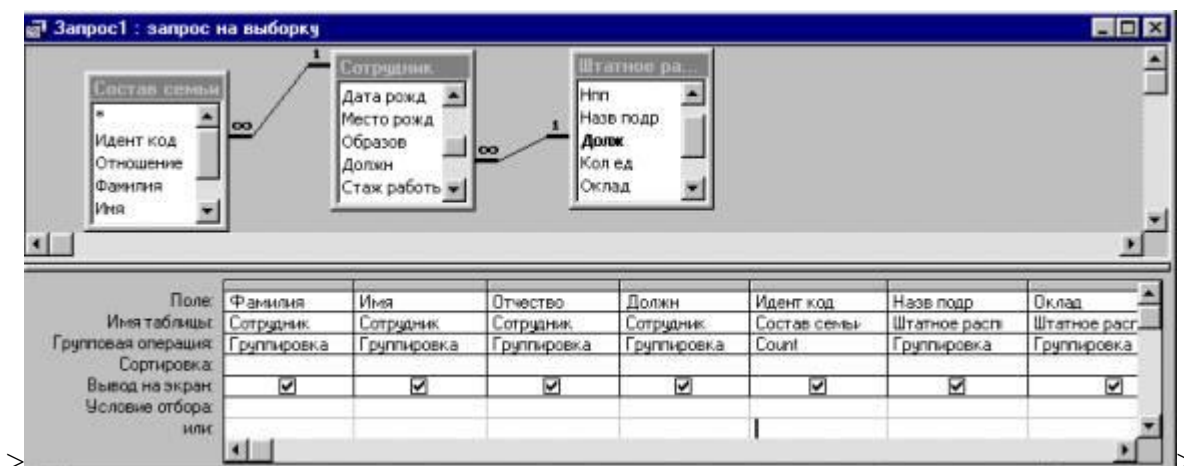 Запрос1 : запрос на выборку
Состав семьи
*
Идент код
Отношение
Фамилия
Имя
∞
1
Сотрудник
Дата рожд
Место рожд
Образов
Должн
Стаж работь
∞
1
Штатное ра...
Нпп
Назв подр
Долж
Кол ед
Оклад
Поле: Фамилия Имя Отчество Должн Идент код Назв подр Оклад
Имя таблицы: Сотрудник Сотрудник Сотрудник Сотрудник Состав семьи Штатное расп Штатное расп
Групповая операция: Группировка Группировка Группировка Группировка Count Группировка Группировка
Сортировка:
Вывод на экран:
Условие отбора:
или:
>
>